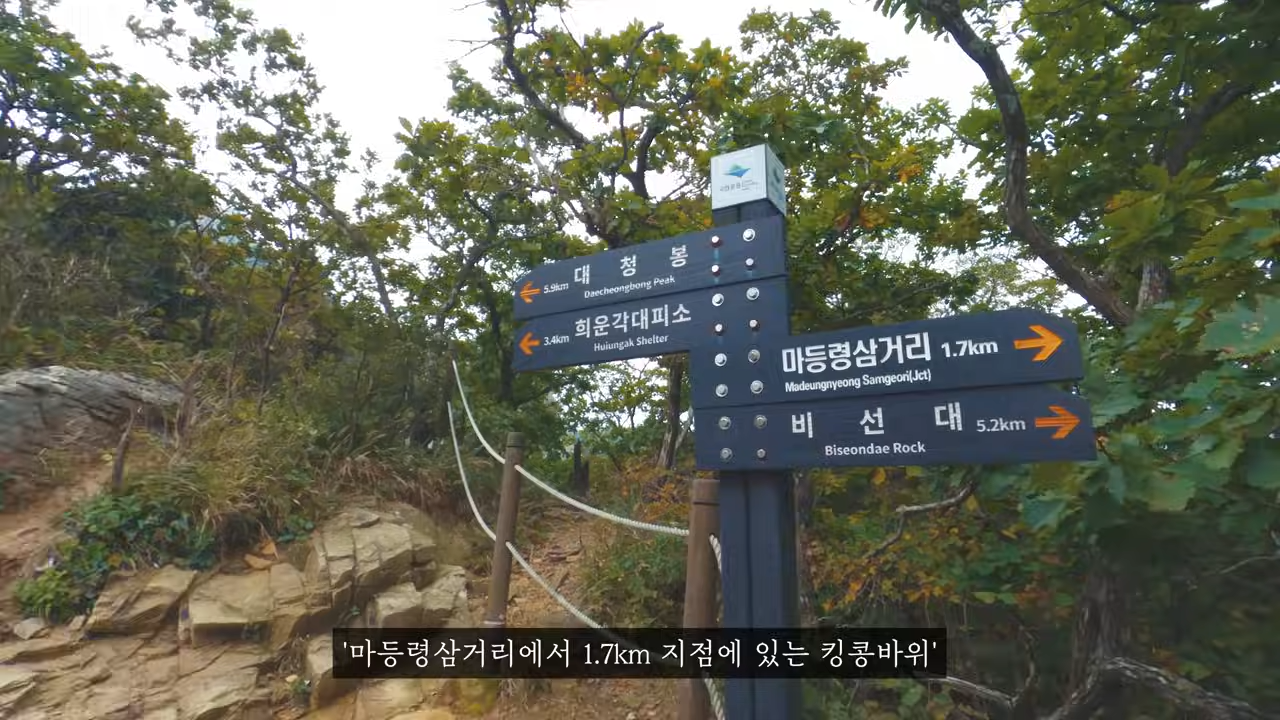 대청봉
5.9km
Daecheongbong Peak
희운각대피소
3.4km
Huiungak Shelter
마등령삼거리 1.7km
Madeungnyeong Samgeori(Jct)
비선대 5.2km
Biseondae Rock
'마등령삼거리에서 1.7km 지점에 있는 킹콩바위'